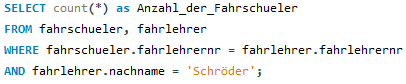 SELECT count(*) as Anzahl_der_Fahrschueler
FROM fahrschueler, fahrlehrer
WHERE fahrschueler.fahrlehrernr = fahrlehrer.fahrlehrernr
AND fahrlehrer.nachname = 'Schröder';